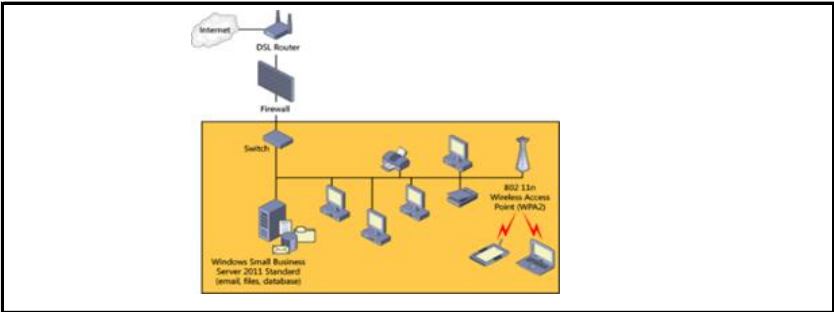 Internet
DSL Router
Firewall
Switch
802 11n
Wireless Access
Point (WPA2)
Windows Small Business
Server 2011 Standard
(email, files, database)